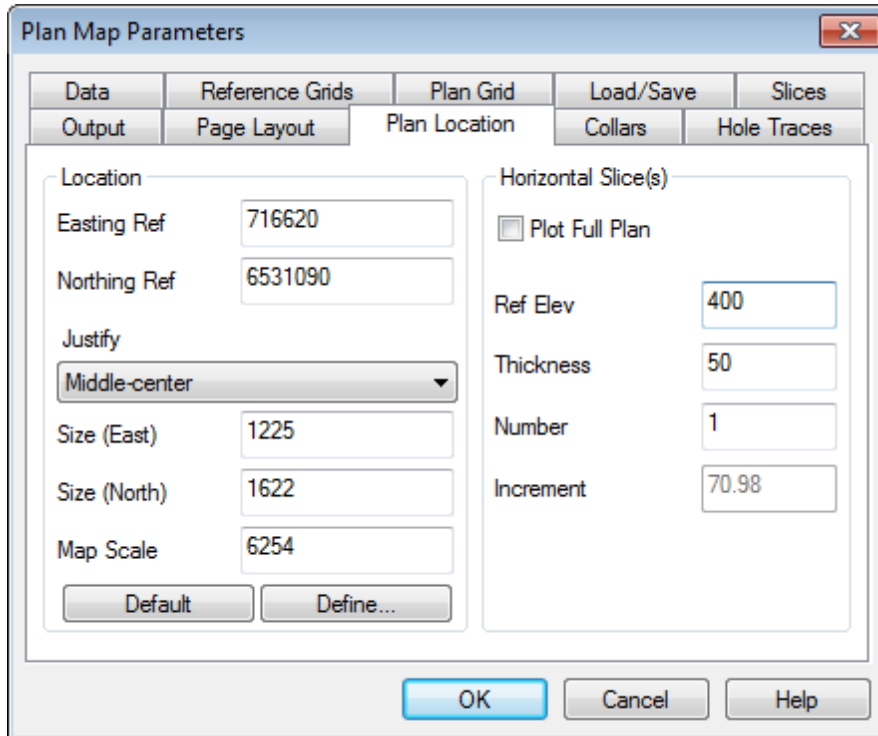 Plan Map Parameters
Data Reference Grids Plan Grid Load/Save Slices
Output Page Layout Plan Location Collars Hole Traces
Location
Easting Ref 716620
Northing Ref 6531090
Justify
Middle-center
Size (East) 1225
Size (North) 1622
Map Scale 6254
Default Define...
Horizontal Slice(s)
Plot Full Plan
Ref Elev 400
Thickness 50
Number 1
Increment 70.98
OK Cancel Help